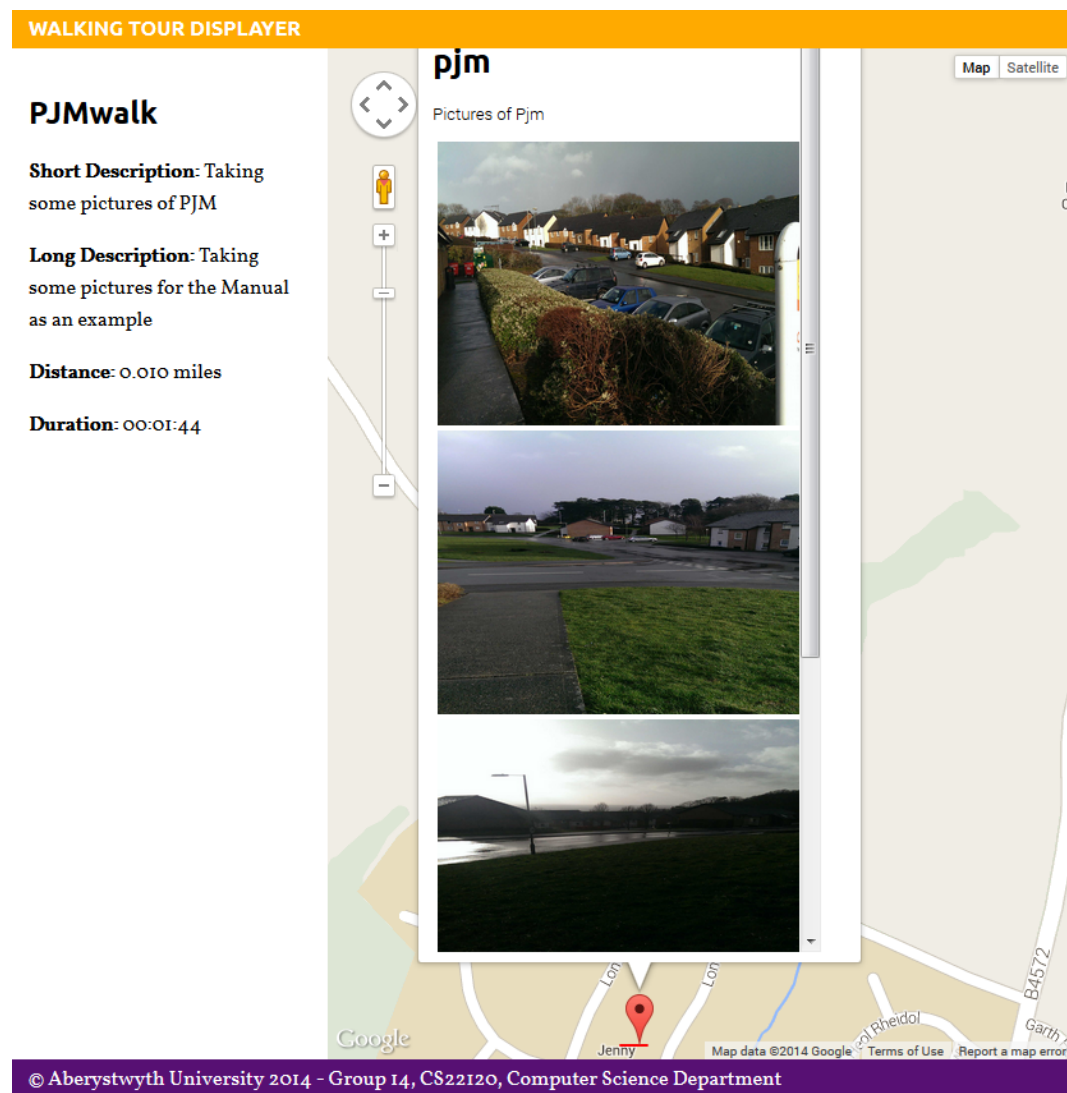 WALKING TOUR DISPLAYER
PJMwalk
Short Description: Taking
some pictures of PJM
Long Description: Taking
some pictures for the Manual
as an example
Distance: 0.010 miles
Duration: 00:01:44
pjm
Pictures of Pjm
Map Satellite
Lon
Lon
B4572
Rheidol
Garth
Jenny
Google
Map data ©2014 Google
Terms of Use
Report a map error
© Aberystwyth University 2014 - Group 14, CS22120, Computer Science Department